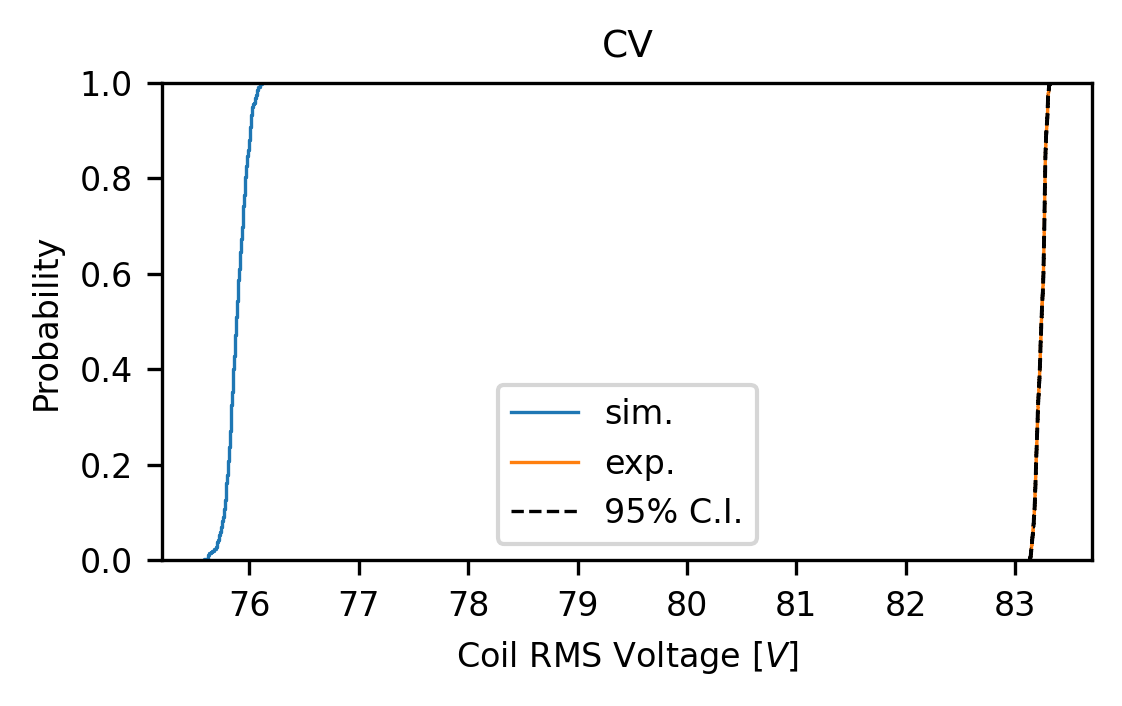 CV
1.0
0.8
0.6
0.4
0.2
0.0
Probability
sim.
exp.
95% C.I.
76 77 78 79 80 81 82 83
Coil RMS Voltage [V]